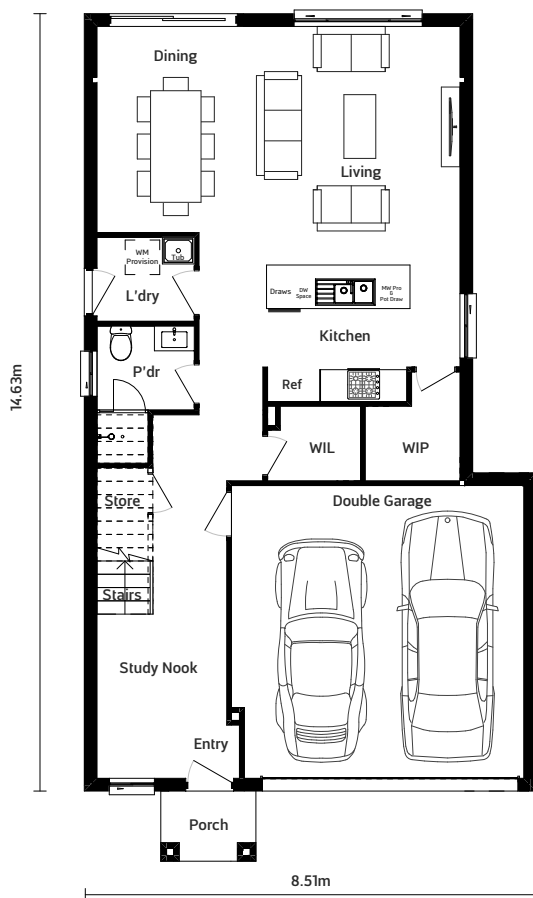 Dining
Living
WM
Provision
Tub
L'dry
Draws
DW
Space
MW Pro
&
Pot Draw
Kitchen
P'dr
Ref
WIL
WIP
Store
Double Garage
Stairs
Study Nook
Entry
Porch
14.63m
8.51m